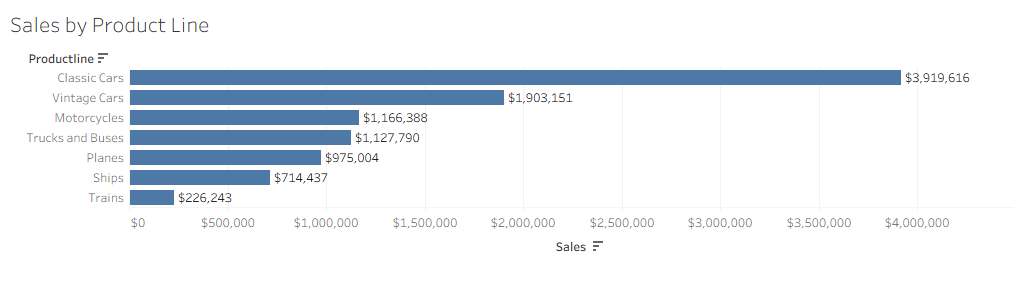 Sales by Product Line
Productline
Classic Cars $3,919,616
Vintage Cars $1,903,151
Motorcycles $1,166,388
Trucks and Buses $1,127,790
Planes $975,004
Ships $714,437
Trains $226,243
$0 $500,000 $1,000,000 $1,500,000 $2,000,000 $2,500,000 $3,000,000 $3,500,000 $4,000,000
Sales